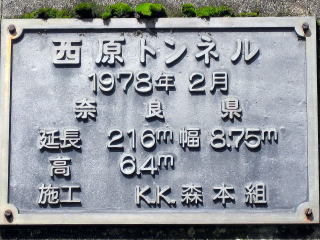 西原トンネル
1978年2月
奈良県
延長 216m 幅 8.75m
高 6.4m
施工 K.K.森本組